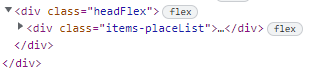 ▼<div class="headFlex"> flex
▶<div class="items-placeList">…</div> flex
</div>
</div>